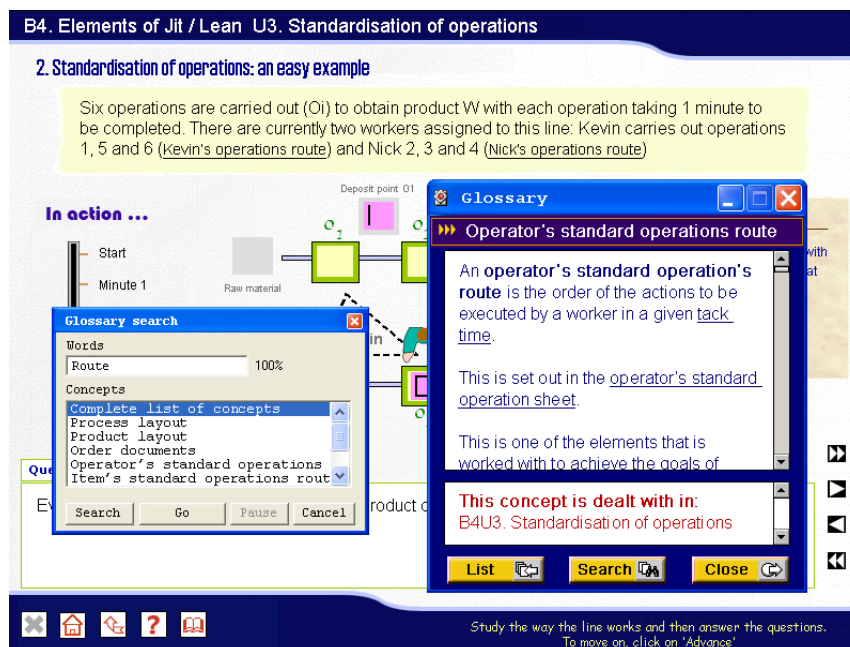 B4. Elements of Jit / Lean U3. Standardisation of operations
2. Standardisation of operations: an easy example
Six operations are carried out (Oi) to obtain product W with each operation taking 1 minute to
be completed. There are currently two workers assigned to this line: Kevin carries out operations
1, 5 and 6 (Kevin's operations route) and Nick 2, 3 and 4 (Nick's operations route)
In action ...
Start
Minute 1
Deposit point O1
O1
Raw material
Glossary search
Words
Route
100%
Concepts
Complete list of concepts
Process layout
Product layout
Order documents
Operator's standard operations
Item's standard operations rout
Search
Go
Pause
Cancel
in
Glossary
Operator's standard operations route
An operator's standard operation's
route is the order of the actions to be
executed by a worker in a given tack
time.
This is set out in the operator's standard
operation sheet.
This is one of the elements that is
worked with to achieve the goals of
This concept is dealt with in:
B4U3. Standardisation of operations
List
Search
Close
with
at
Que
roduct
Study the way the line works and then answer the questions.
To move on, click on 'Advance'